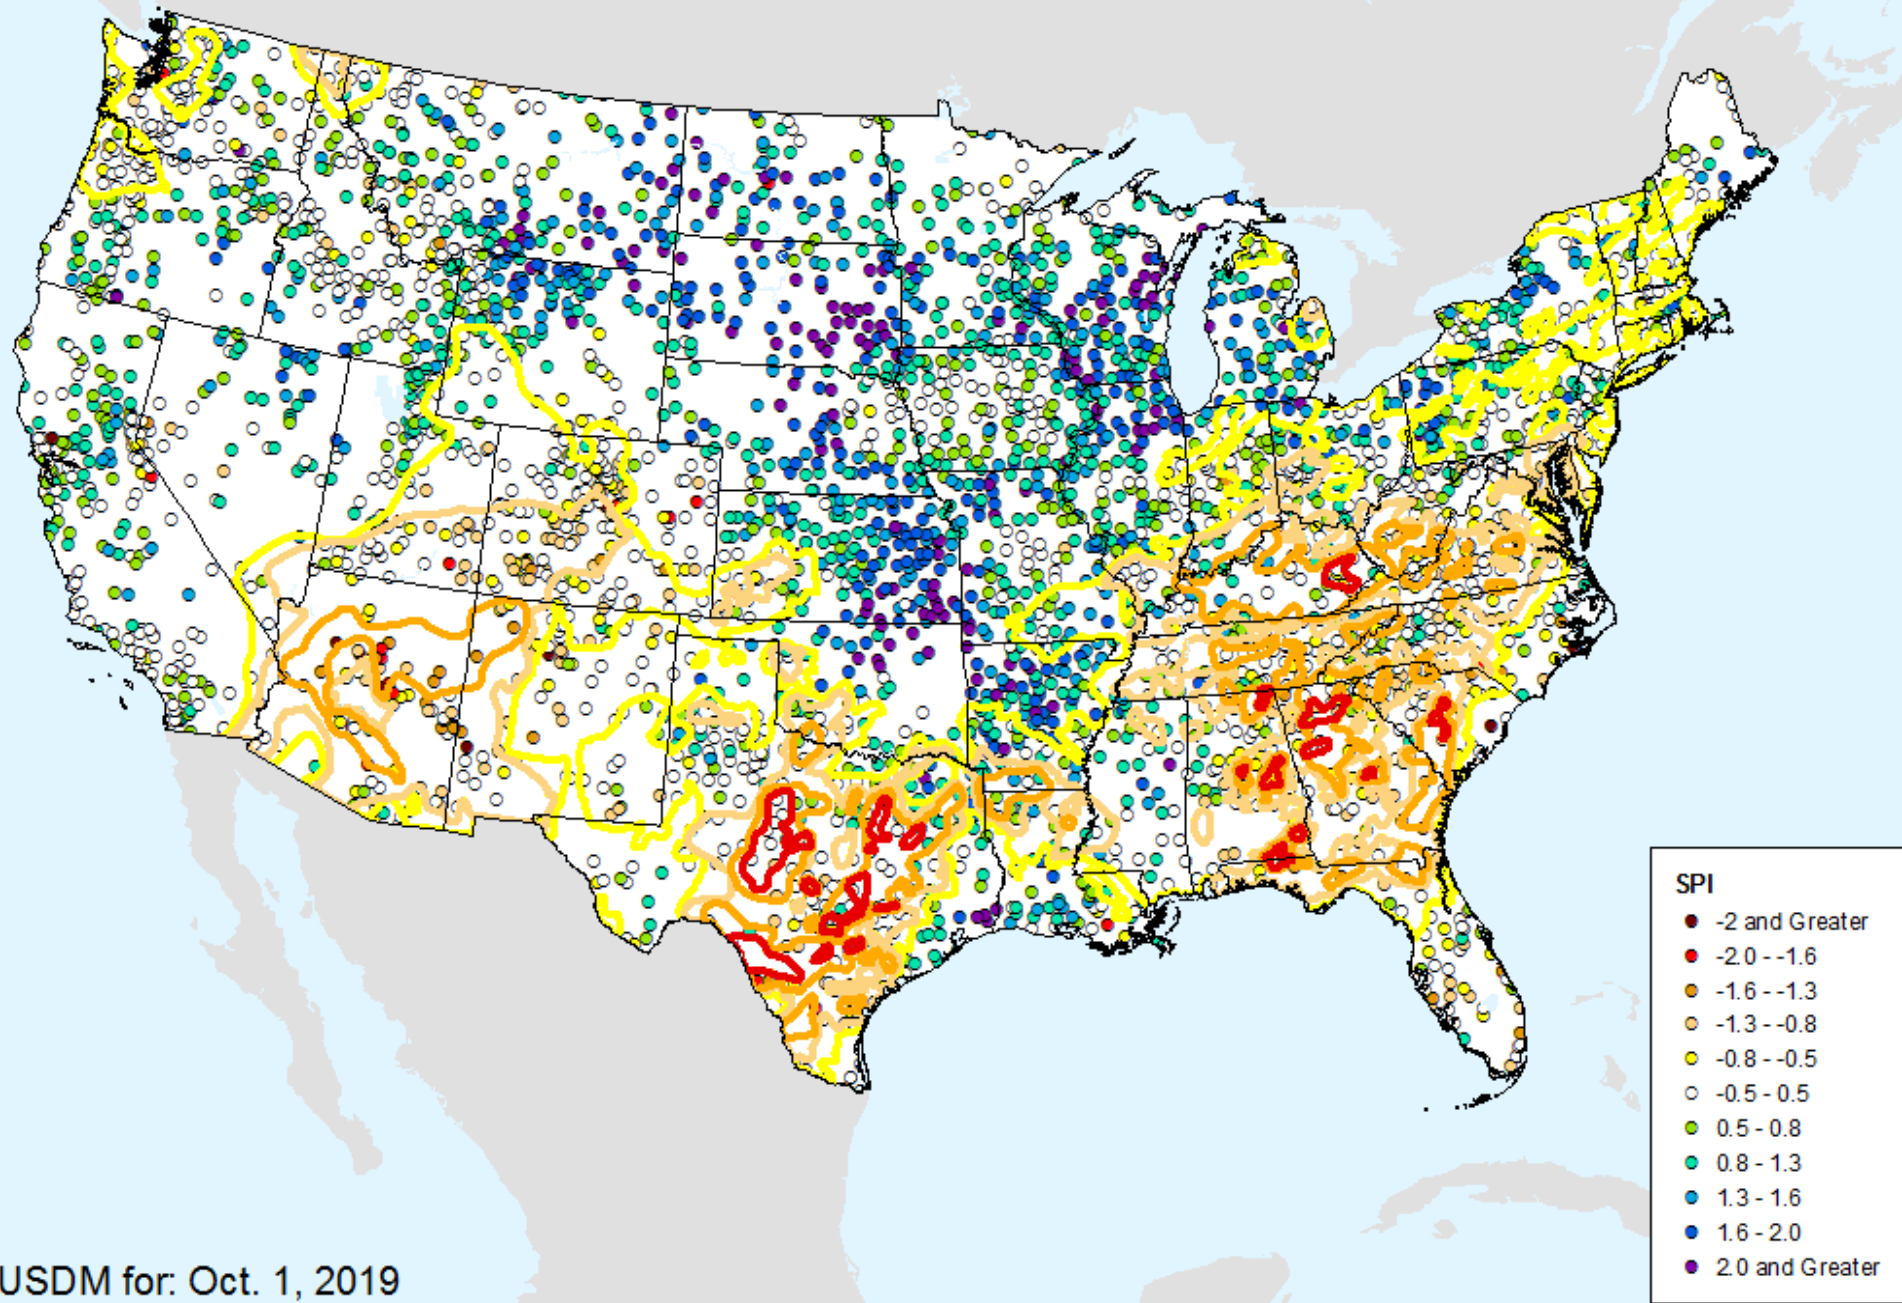 SPI
-2 and Greater
-2.0 - -1.6
-1.6 - -1.3
-1.3 - -0.8
-0.8 - -0.5
-0.5 - 0.5
0.5 - 0.8
0.8 - 1.3
1.3 - 1.6
1.6 - 2.0
2.0 and Greater
USDM for: Oct. 1, 2019